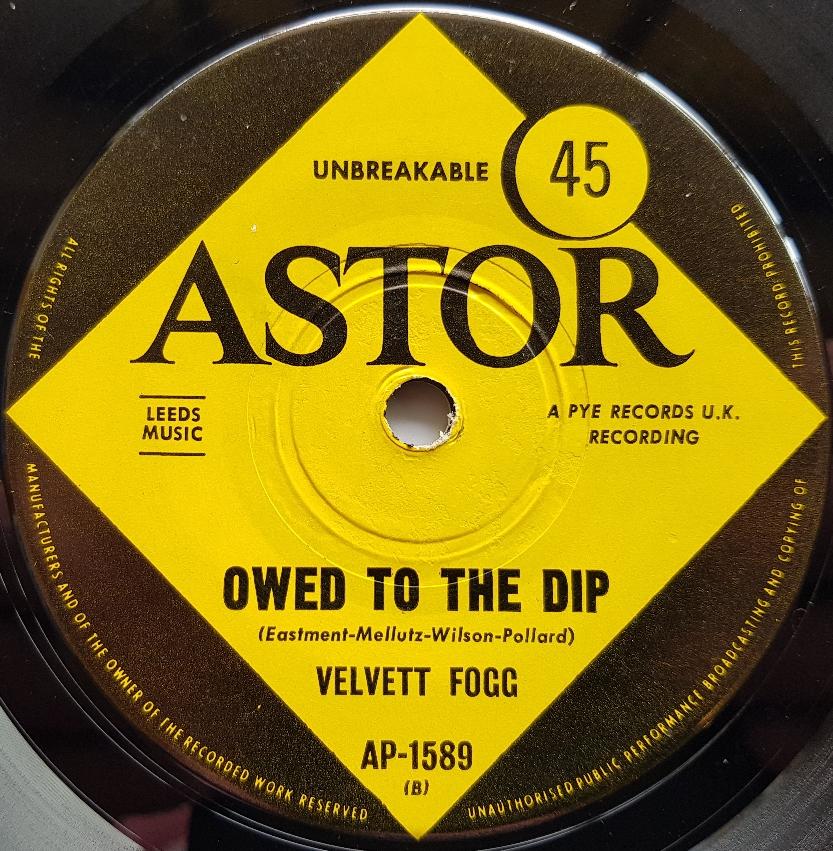 UNBREAKABLE
45
ASTOR
LEEDS
MUSIC
A PYE RECORDS U.K.
RECORDING
OWED TO THE DIP
(Eastment-Mellutz-Wilson-Pollard)
VELVETT FOGG
AP-1589
(B)
ALL RIGHTS OF THE
MANUFACTURERS AND OF THE OWNER OF THE RECORDED WORK RESERVED
UNAUTHORISED PUBLIC PERFORMANCE BROADCASTING AND COPYING OF
THIS RECORD PROHIBITED